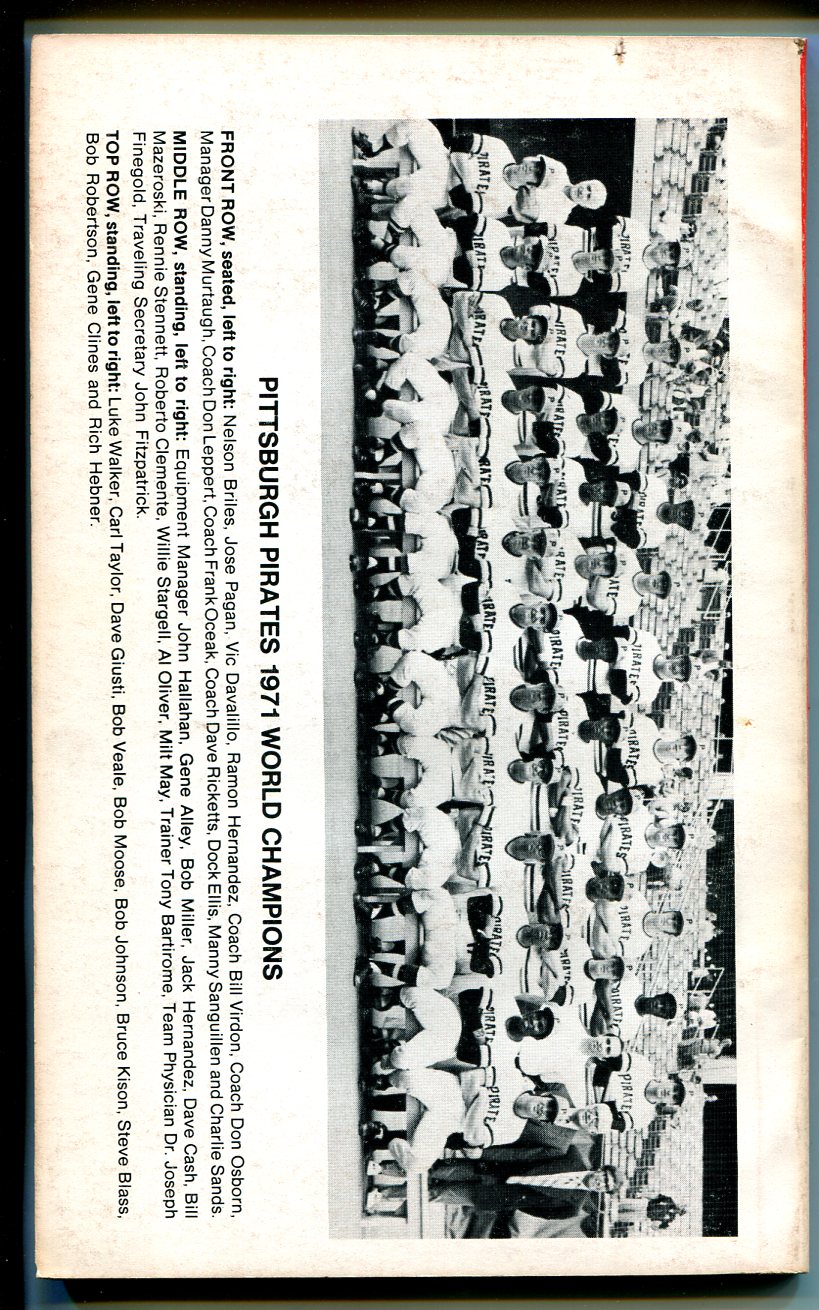 PITTSBURGH PIRATES 1971 WORLD CHAMPIONS
FRONT ROW, seated, left to right: Nelson Briles, Jose Pagan, Vic Davalillo, Ramon Hernandez, Coach Bill Virdon, Coach Don Osborn,
Manager Danny Murtaugh, Coach Don Leppert, Coach Frank Oceak, Coach Dave Ricketts, Dock Ellis, Manny Sanguillen and Charlie Sands.
MIDDLE ROW, standing, left to right: Equipment Manager John Hallahan, Gene Alley, Bob Miller, Jack Hernandez, Dave Cash, Bill
Mazeroski, Rennie Stennett, Roberto Clemente, Willie Stargell, Al Oliver, Milt May, Trainer Tony Bartirome, Team Physician Dr. Joseph
Finegold, Traveling Secretary John Fitzpatrick.
TOP ROW, standing, left to right: Luke Walker, Carl Taylor, Dave Giusti, Bob Veale, Bob Moose, Bob Johnson, Bruce Kison, Steve Blass,
Bob Robertson, Gene Clines and Rich Hebner.